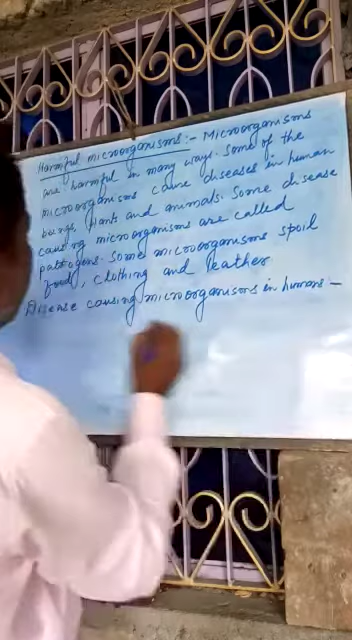 Harmful microorganisms:- Microorganisms
are harmful in many ways. Some of the
microorganisms cause diseases in human
beings, plants and animals. Some disease
causing microorganisms are called
pathogens. Some microorganisms spoil
food, clothing and leather
Disease causing microorganisms in humans -